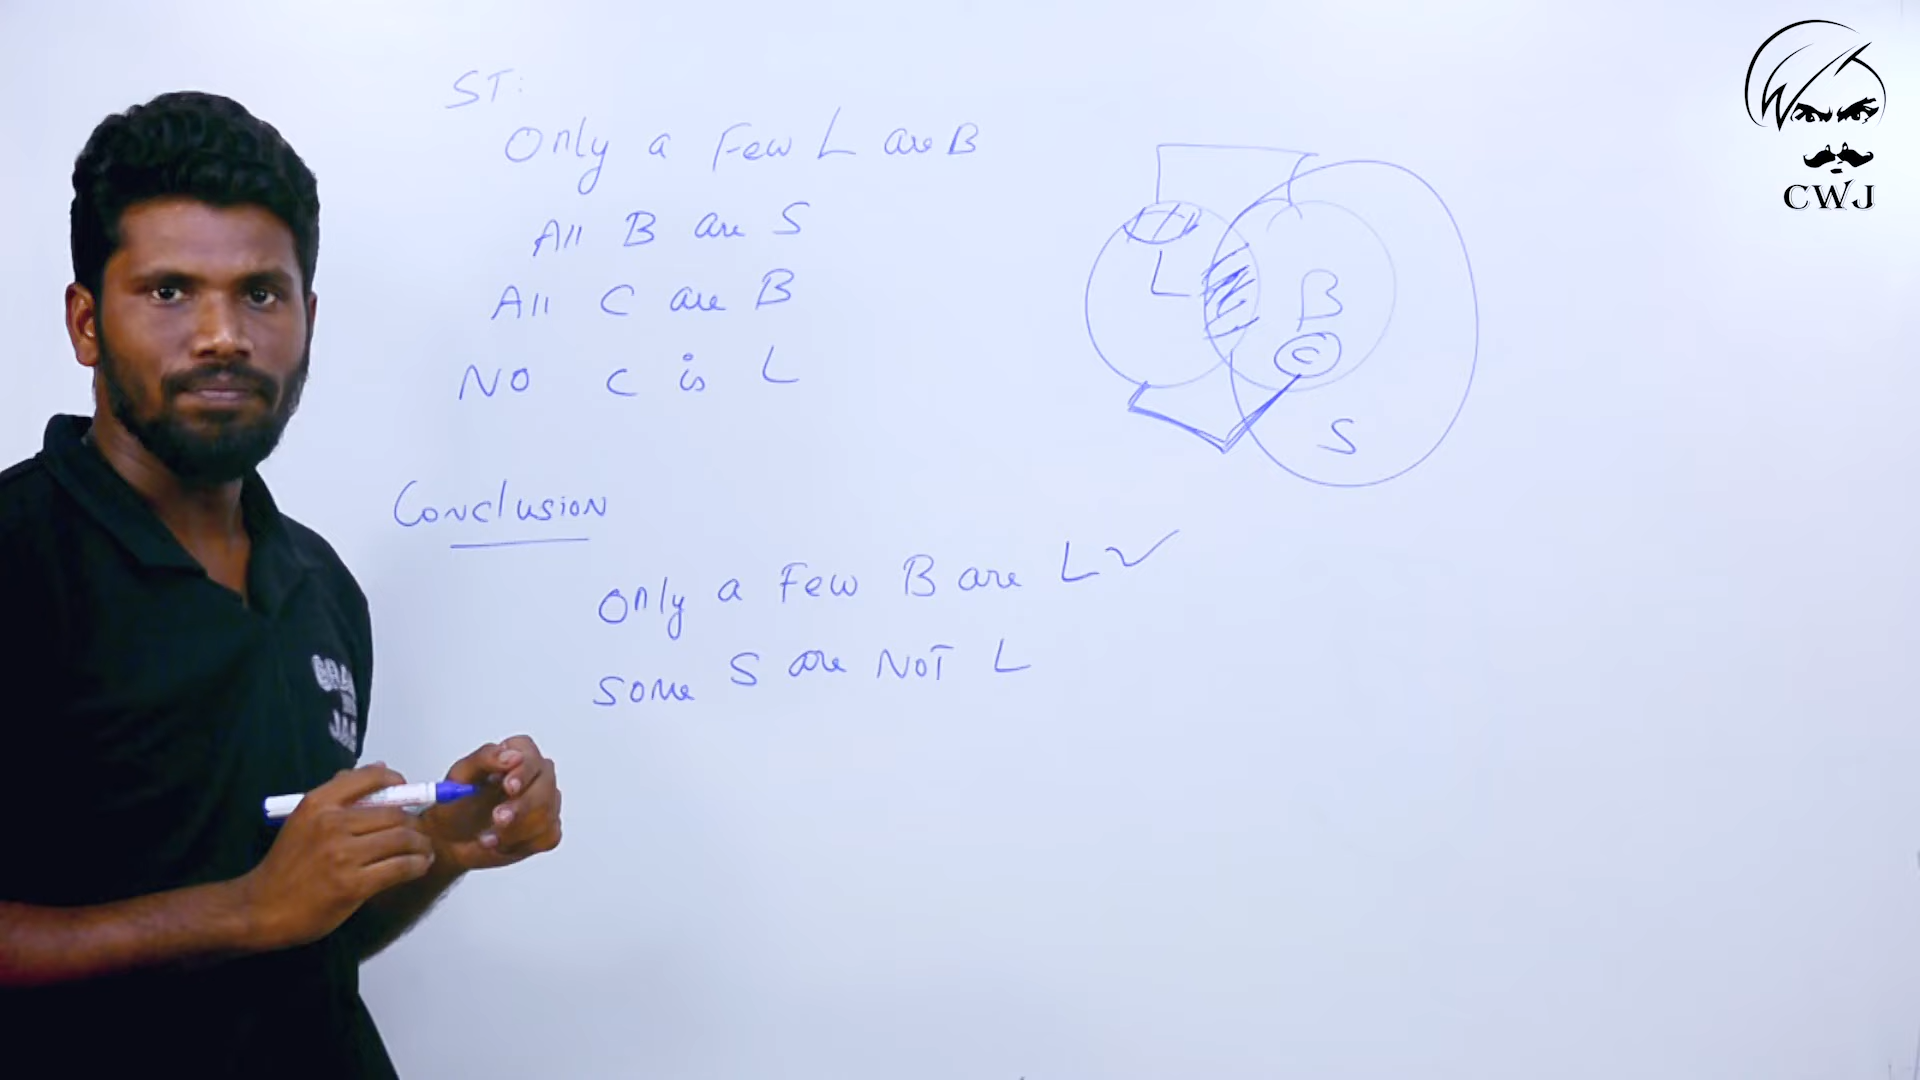 ST:
Only a Few L are B
All B are S
All C are B
NO C is L
Conclusion
Only a Few B are L
Some S are NOT L
L
B
C
S
CWJ